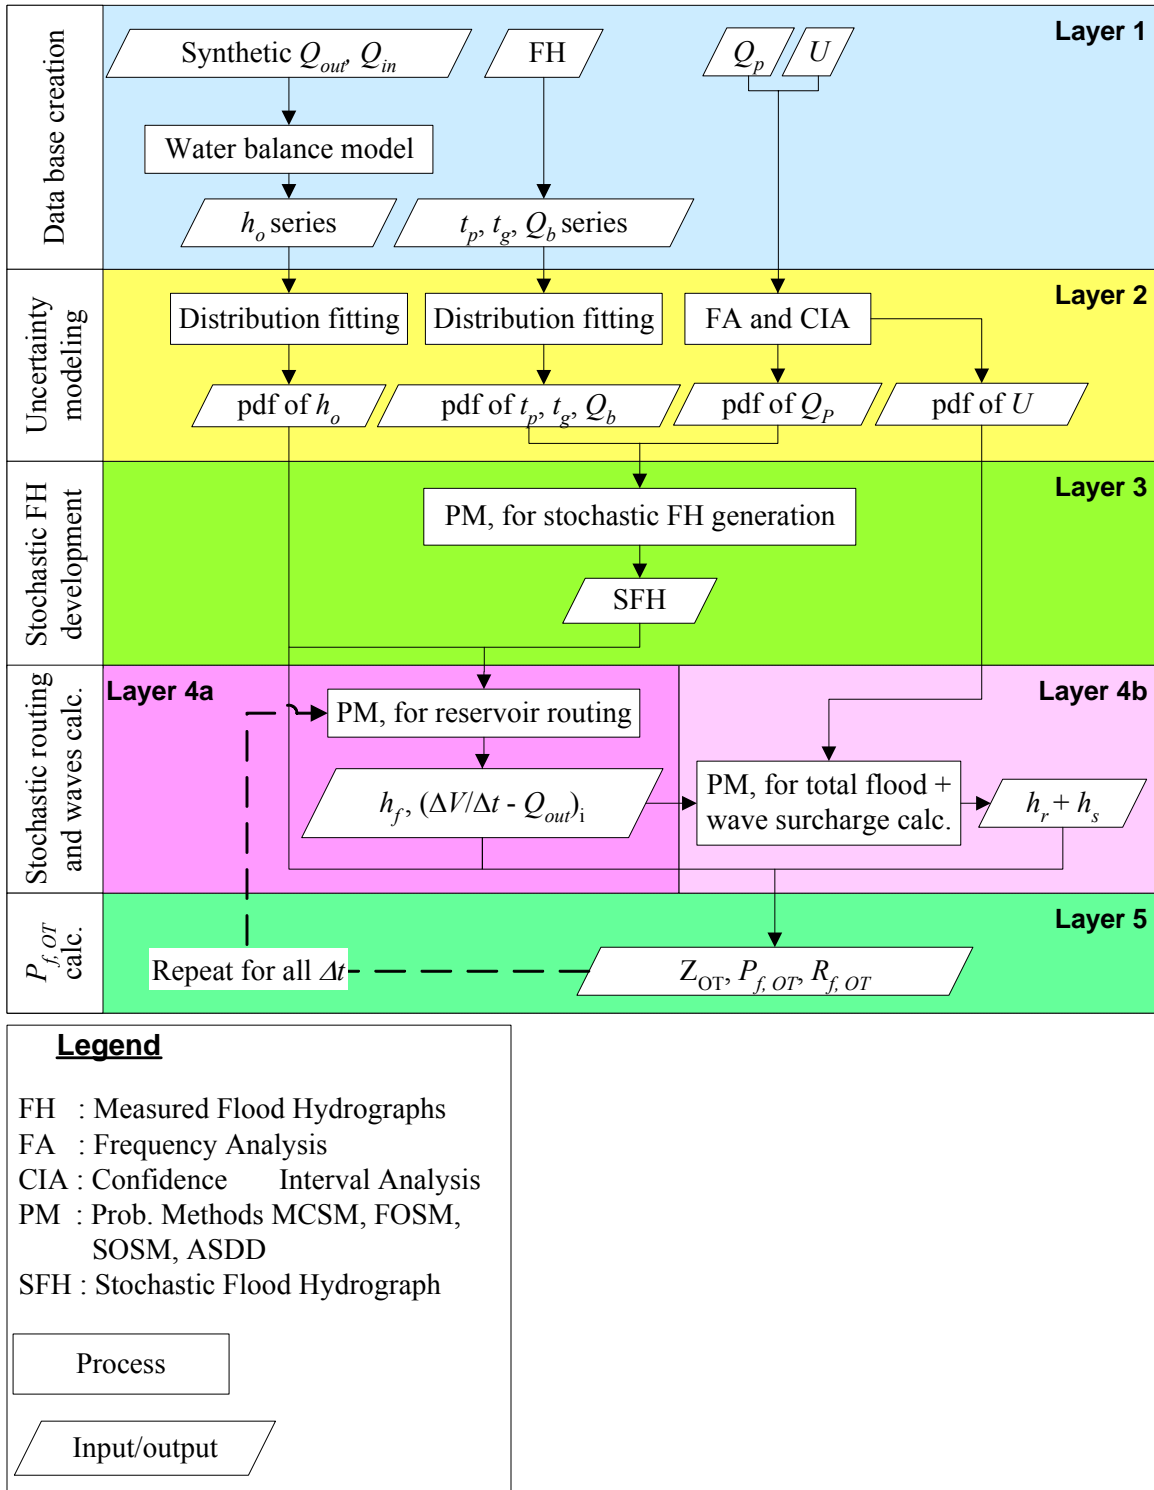 Layer 1
Data base creation
Synthetic Q_out, Q_in
FH
Q_p
U
Water balance model
h_o series
t_p, t_g, Q_b series
Layer 2
Uncertainty
modeling
Distribution fitting
Distribution fitting
FA and CIA
pdf of h_o
pdf of t_p, t_g, Q_b
pdf of Q_P
pdf of U
Layer 3
Stochastic FH
development
PM, for stochastic FH generation
SFH
Layer 4a
Layer 4b
Stochastic routing
and waves calc.
PM, for reservoir routing
h_f, (ΔV/Δt - Q_out)_i
PM, for total flood +
wave surcharge calc.
h_r + h_s
Layer 5
P_f, OT
calc.
Repeat for all Δt
Z_OT, P_f, OT, R_f, OT
Legend
FH : Measured Flood Hydrographs
FA : Frequency Analysis
CIA : Confidence Interval Analysis
PM : Prob. Methods MCSM, FOSM,
SOSM, ASDD
SFH : Stochastic Flood Hydrograph
Process
Input/output